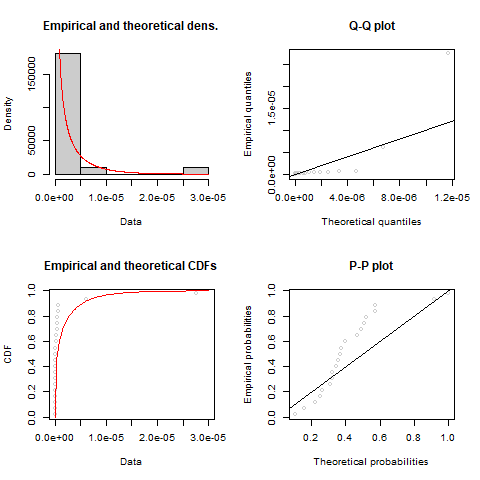 Empirical and theoretical dens.
Density
0 50000 150000
0.0e+00 1.0e-05 2.0e-05 3.0e-05
Data
Q-Q plot
Empirical quantiles
0.0e+00 1.5e-05
0e+00 4.0e-06 8.0e-06 1.2e-05
Theoretical quantiles
Empirical and theoretical CDFs
CDF
0.0 0.2 0.4 0.6 0.8 1.0
0.0e+00 1.0e-05 2.0e-05 3.0e-05
Data
P-P plot
Empirical probabilities
0.0 0.2 0.4 0.6 0.8 1.0
0.2 0.4 0.6 0.8 1.0
Theoretical probabilities